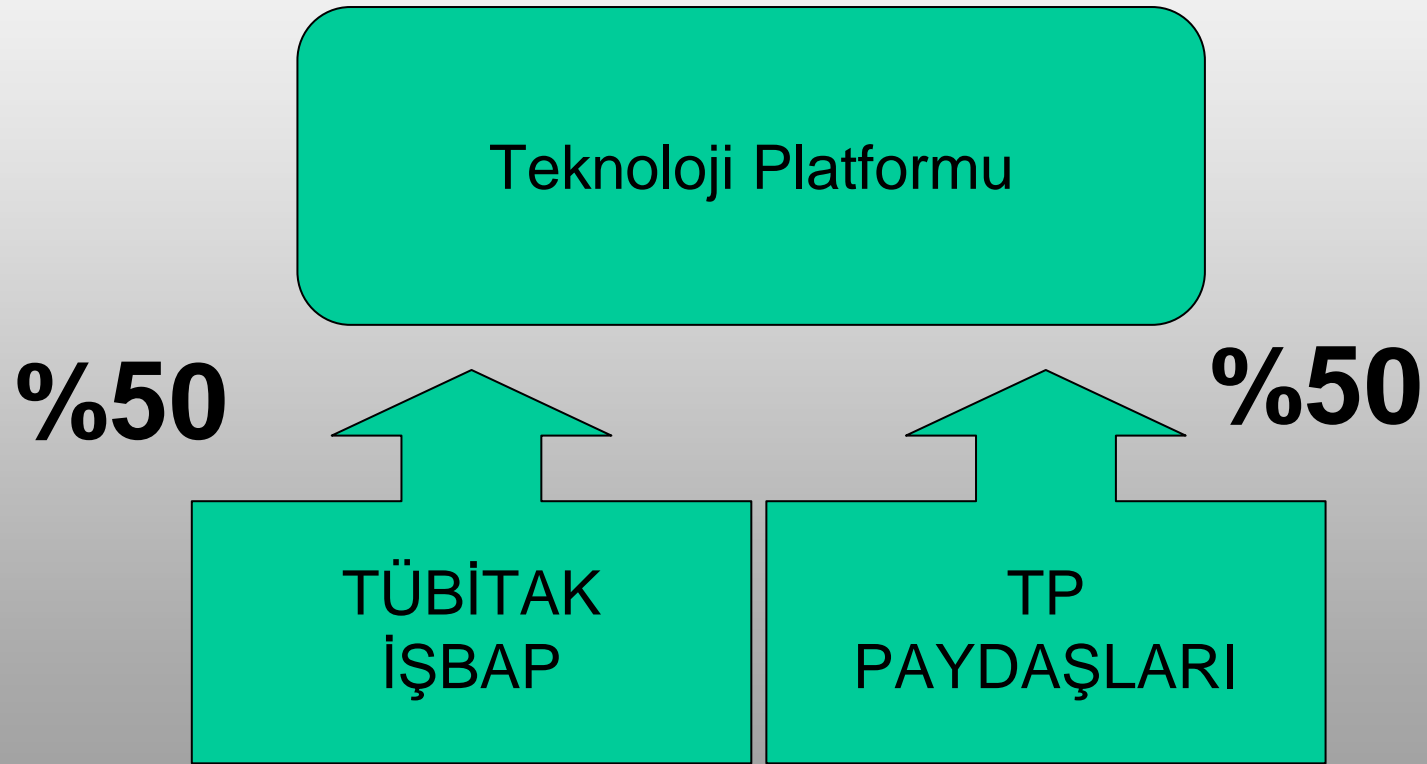 Teknoloji Platformu
%50
%50
TÜBİTAK
İŞBAP
TP
PAYDAŞLARI